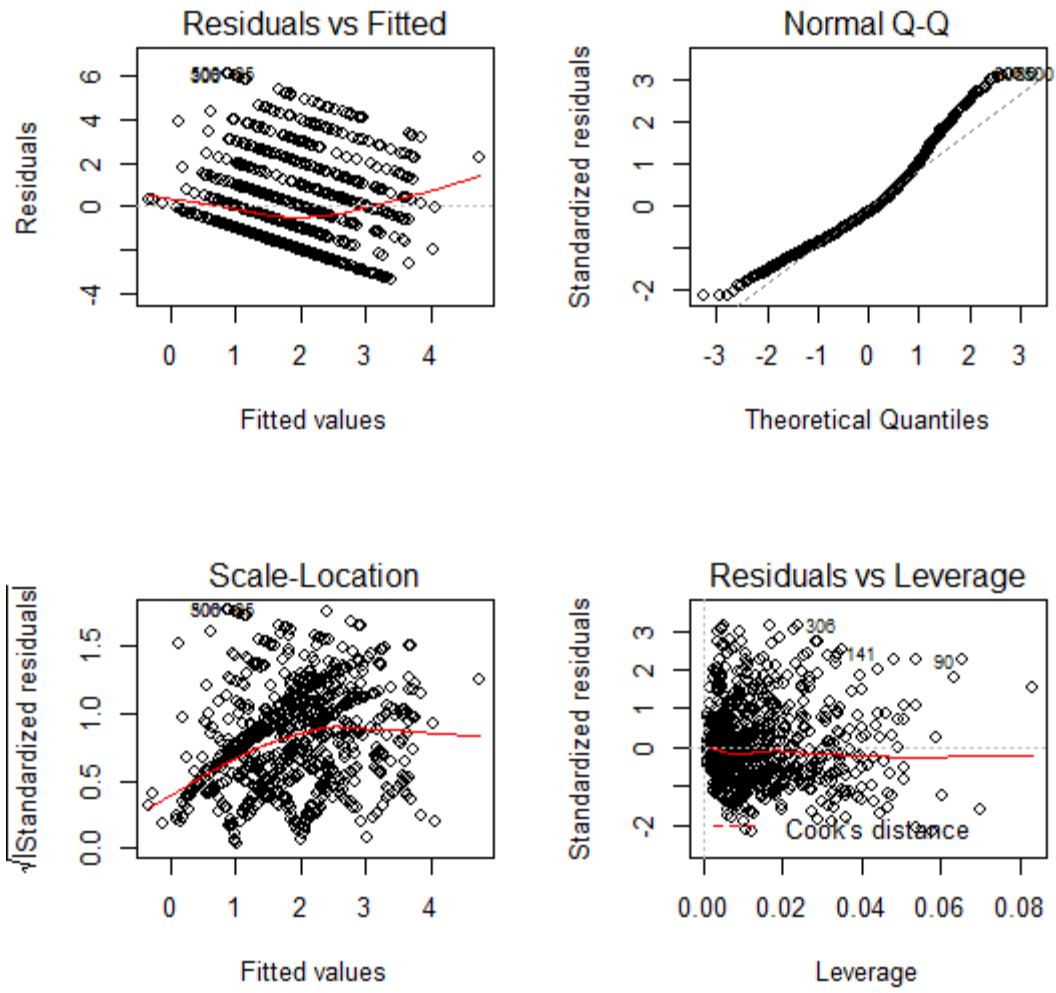 Residuals vs Fitted
Residuals
6
4
2
0
-4
0 1 2 3 4
Fitted values
Normal Q-Q
Standardized residuals
3
2
1
0
-2
-3 -2 -1 0 1 2 3
Theoretical Quantiles
Scale-Location
√|Standardized residuals|
1.5
1.0
0.5
0.0
0 1 2 3 4
Fitted values
Residuals vs Leverage
Standardized residuals
3
2
1
0
-2
306
141
90
Cook's distance
0.00 0.02 0.04 0.06 0.08
Leverage